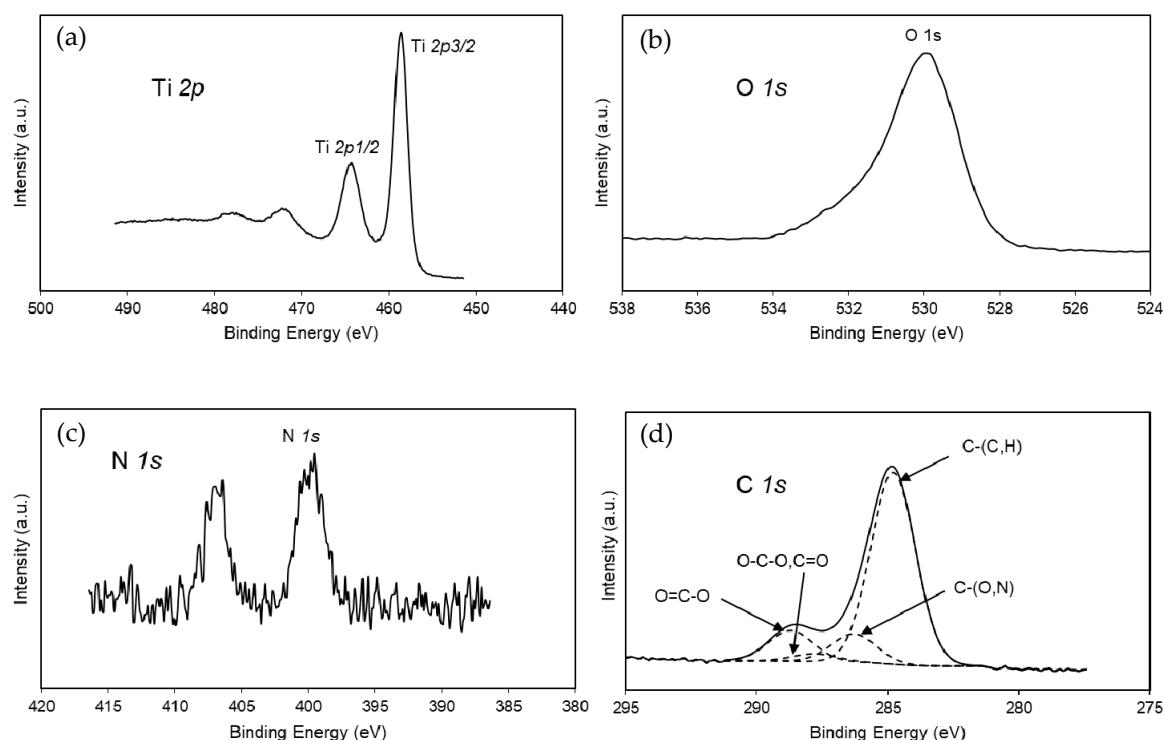 (a)
Ti 2p
Ti 2p3/2
Ti 2p1/2
Intensity (a.u.)
500 490 480 470 460 450 440
Binding Energy (eV)
(b)
O 1s
O 1s
Intensity (a.u.)
538 536 534 532 530 528 526 524
Binding Energy (eV)
(c)
N 1s
N 1s
Intensity (a.u.)
420 415 410 405 400 395 390 385 380
Binding Energy (eV)
(d)
C 1s
C-(C,H)
O-C-O,C=O
O=C-O
C-(O,N)
Intensity (a.u.)
295 290 285 280 275
Binding Energy (eV)